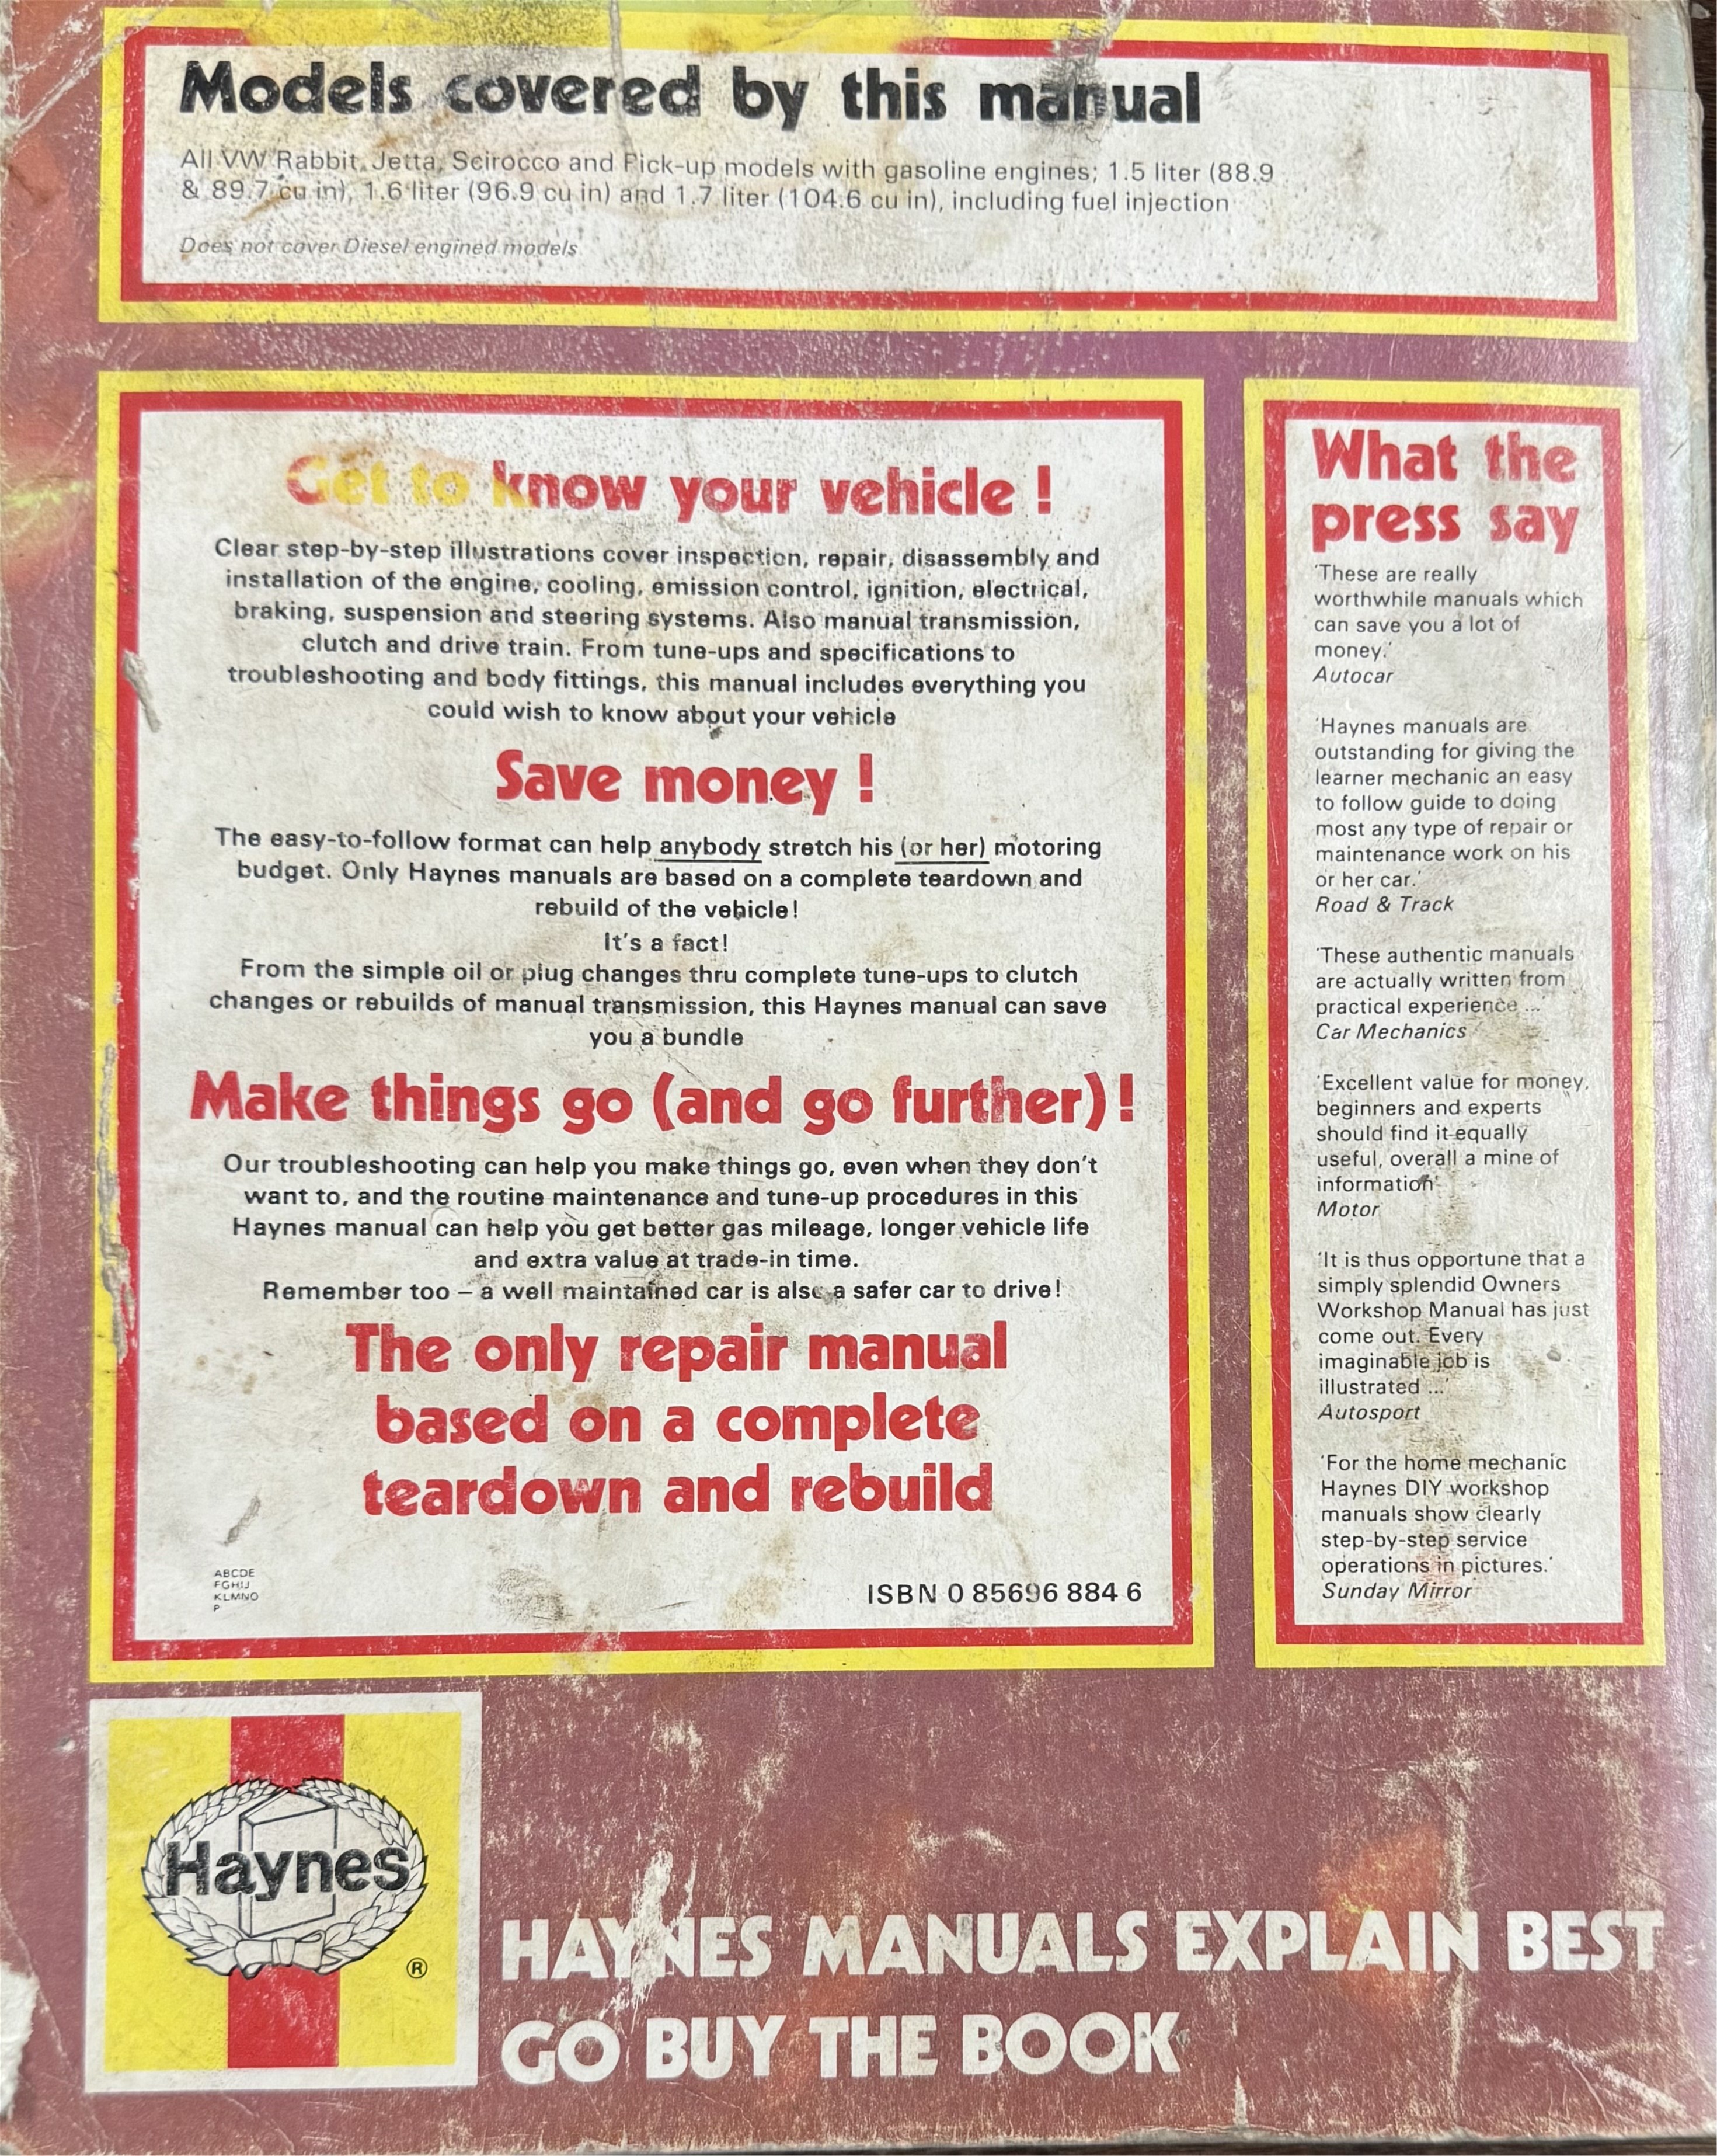 Models covered by this manual
All VW Rabbit, Jetta, Scirocco and Pick-up models with gasoline engines; 1.5 liter (88.9
& 89.7 cu in), 1.6 liter (96.9 cu in) and 1.7 liter (104.6 cu in), including fuel injection
Does not cover Diesel engined models
Get to know your vehicle !
Clear step-by-step illustrations cover inspection, repair, disassembly and
installation of the engine, cooling, emission control, ignition, electrical,
braking, suspension and steering systems. Also manual transmission,
clutch and drive train. From tune-ups and specifications to
troubleshooting and body fittings, this manual includes everything you
could wish to know about your vehicle
Save money !
The easy-to-follow format can help anybody stretch his (or her) motoring
budget. Only Haynes manuals are based on a complete teardown and
rebuild of the vehicle!
It's a fact!
From the simple oil or plug changes thru complete tune-ups to clutch
changes or rebuilds of manual transmission, this Haynes manual can save
you a bundle
Make things go (and go further) !
Our troubleshooting can help you make things go, even when they don't
want to, and the routine maintenance and tune-up procedures in this
Haynes manual can help you get better gas mileage, longer vehicle life
and extra value at trade-in time.
Remember too – a well maintained car is also a safer car to drive!
The only repair manual
based on a complete
teardown and rebuild
ABCDE
FGHIJ
KLMNO
P
ISBN 0 85696 884 6
What the
press say
'These are really
worthwhile manuals which
can save you a lot of
money.'
Autocar
'Haynes manuals are
outstanding for giving the
learner mechanic an easy
to follow guide to doing
most any type of repair or
maintenance work on his
or her car.'
Road & Track
'These authentic manuals
are actually written from
practical experience ...
Car Mechanics
'Excellent value for money,
beginners and experts
should find it equally
useful, overall a mine of
information'
Motor
'It is thus opportune that a
simply splendid Owners
Workshop Manual has just
come out. Every
imaginable job is
illustrated ...'
Autosport
'For the home mechanic
Haynes DIY workshop
manuals show clearly
step-by-step service
operations in pictures.'
Sunday Mirror
Haynes
®
HAYNES MANUALS EXPLAIN BEST
GO BUY THE BOOK